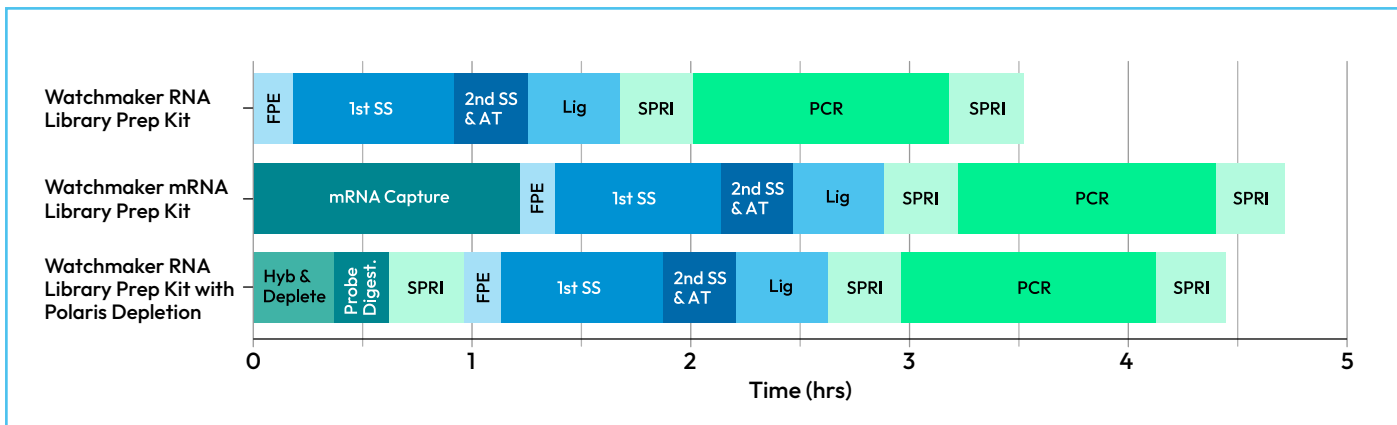 Watchmaker RNA
Library Prep Kit
FPE
1st SS
2nd SS
& AT
Lig
SPRI
PCR
SPRI
Watchmaker mRNA
Library Prep Kit
mRNA Capture
FPE
1st SS
2nd SS
& AT
Lig
SPRI
PCR
SPRI
Watchmaker RNA
Library Prep Kit with
Polaris Depletion
Hyb &
Deplete
Probe
Digest.
SPRI
FPE
1st SS
2nd SS
& AT
Lig
SPRI
PCR
SPRI
0 1 2 3 4 5
Time (hrs)